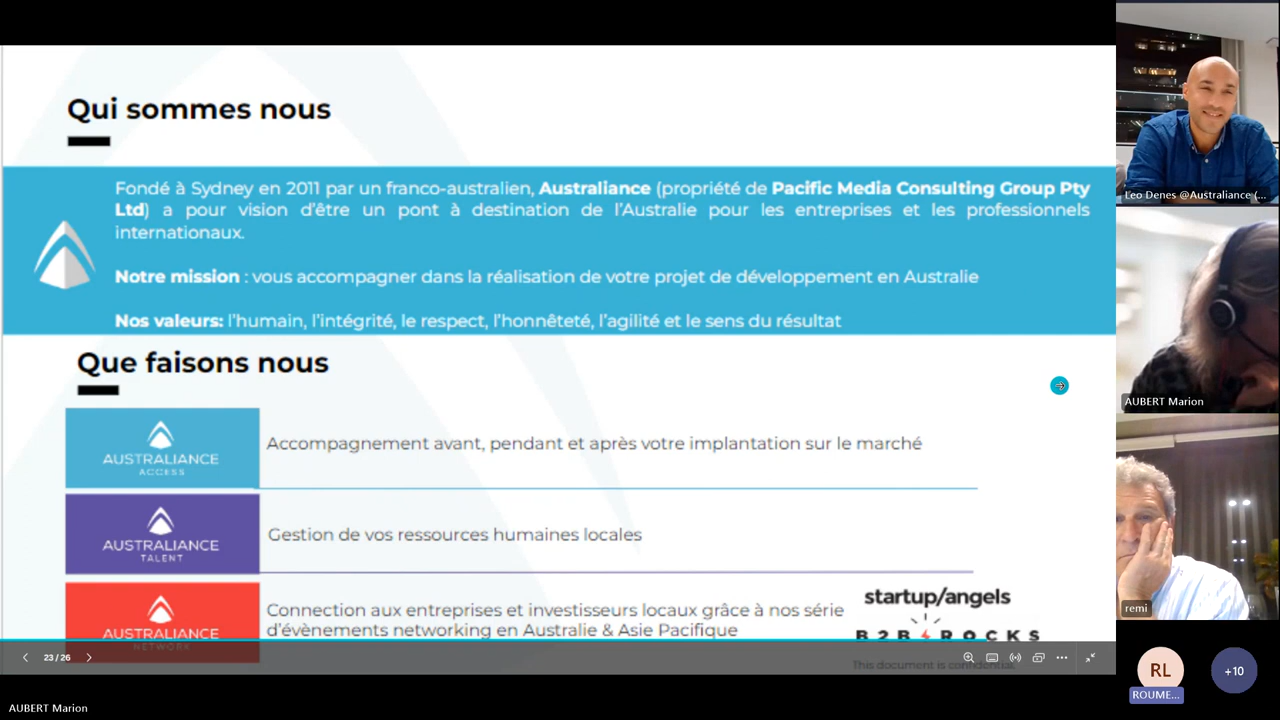 Qui sommes nous
Fondé à Sydney en 2011 par un franco-australien, Australiance (propriété de Pacific Media Consulting Group Pty
Ltd) a pour vision d'être un pont à destination de l'Australie pour les entreprises et les professionnels
internationaux.
Notre mission : vous accompagner dans la réalisation de votre projet de développement en Australie
Nos valeurs: l'humain, l'intégrité, le respect, l'honnêteté, l'agilité et le sens du résultat
Que faisons nous
AUSTRALIANCE
ACCESS
Accompagnement avant, pendant et après votre implantation sur le marché
AUSTRALIANCE
TALENT
Gestion de vos ressources humaines locales
AUSTRALIANCE
NETWORK
Connection aux entreprises et investisseurs locaux grâce à nos série
d'évènements networking en Australie & Asie Pacifique
startup/angels
B2B ROCKS
This document is confidential.
23 / 26
AUBERT Marion
Leo Denes @Australiance (...
AUBERT Marion
remi
RL
ROUME...
+10